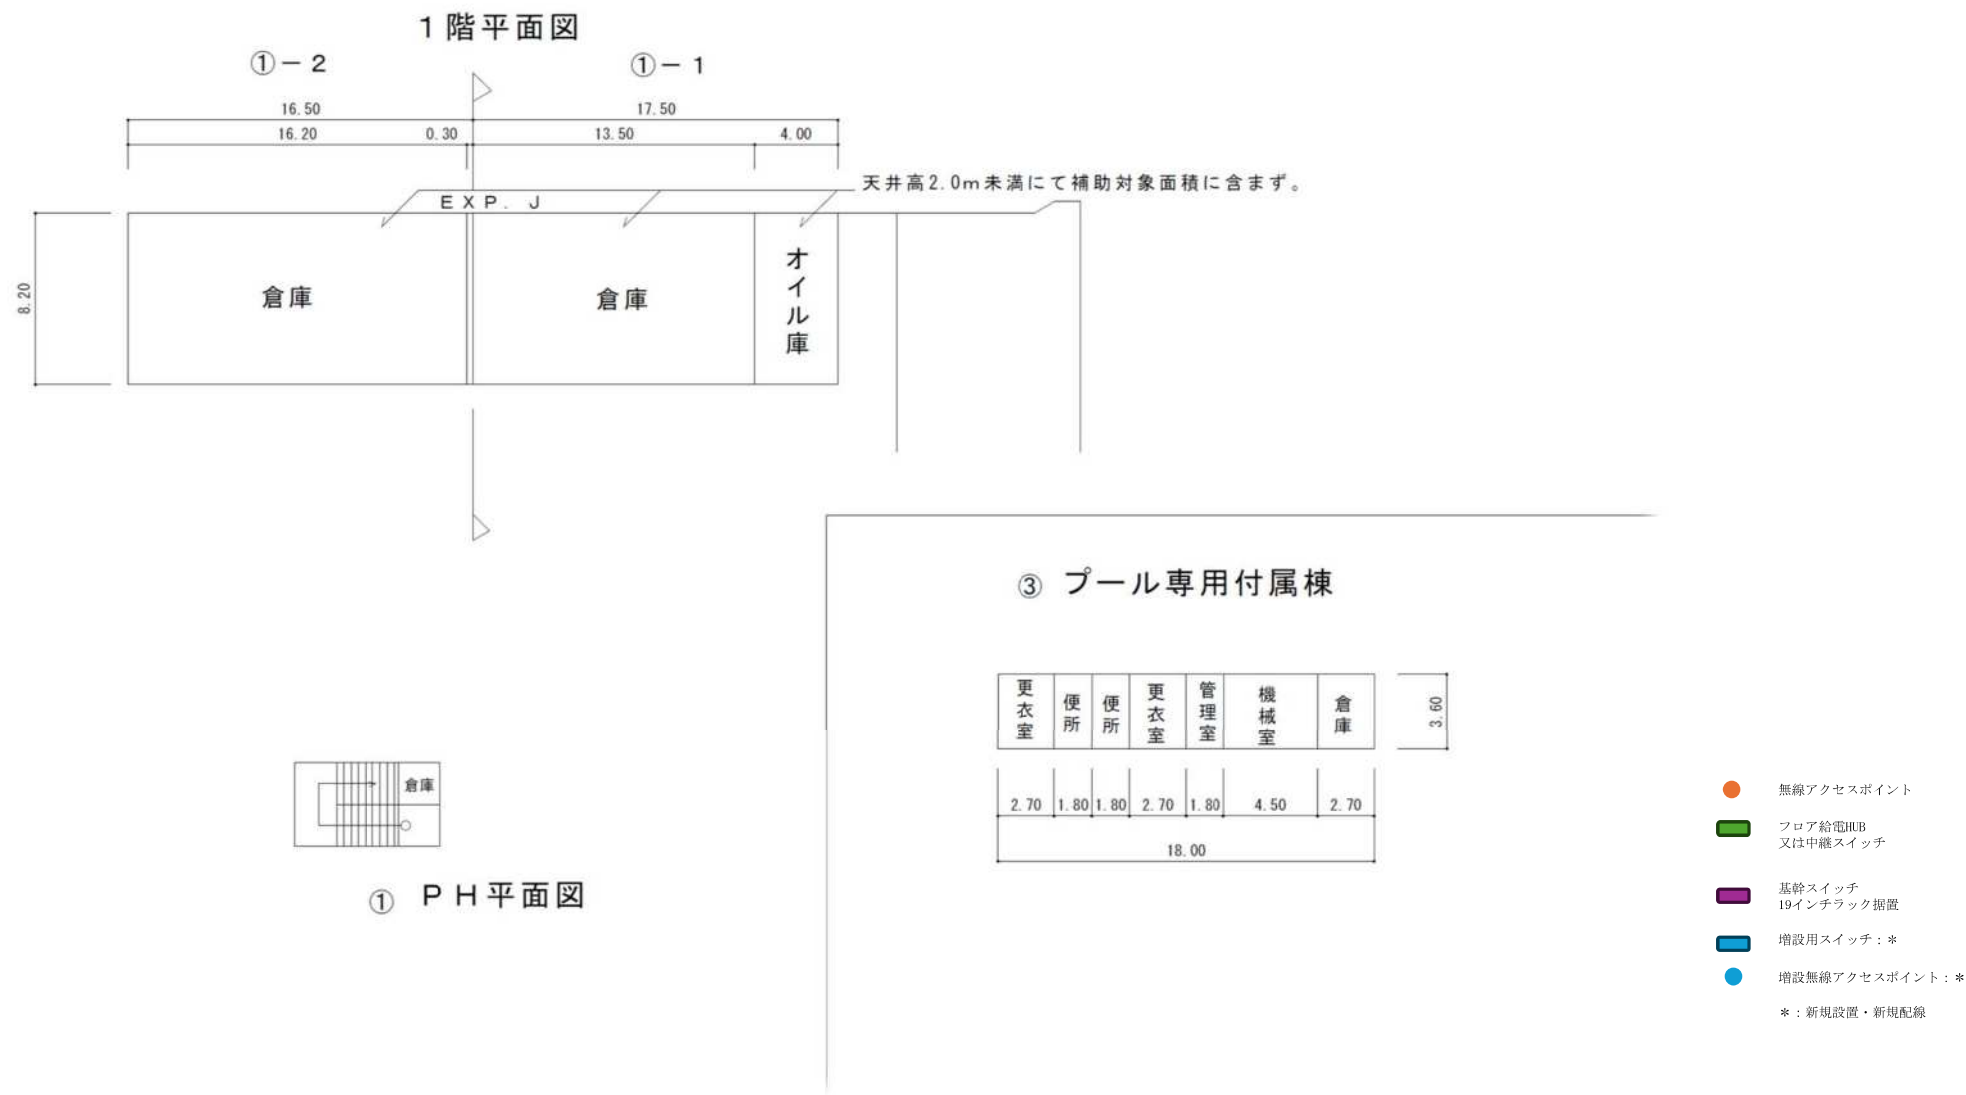 1階平面図
①－2
①－1
16.50
17.50
16.20
0.30
13.50
4.00
天井高2.0m未満にて補助対象面積に含まず。
EXP. J
8.20
倉庫
倉庫
オイル庫
③ プール専用付属棟
更衣室
便所
便所
更衣室
管理室
機械室
倉庫
3.60
2.70
1.80
1.80
2.70
1.80
4.50
2.70
18.00
倉庫
① PH平面図
無線アクセスポイント
フロア給電HUB
又は中継スイッチ
基幹スイッチ
19インチラック据置
増設用スイッチ：＊
増設無線アクセスポイント：＊
＊：新規設置・新規配線